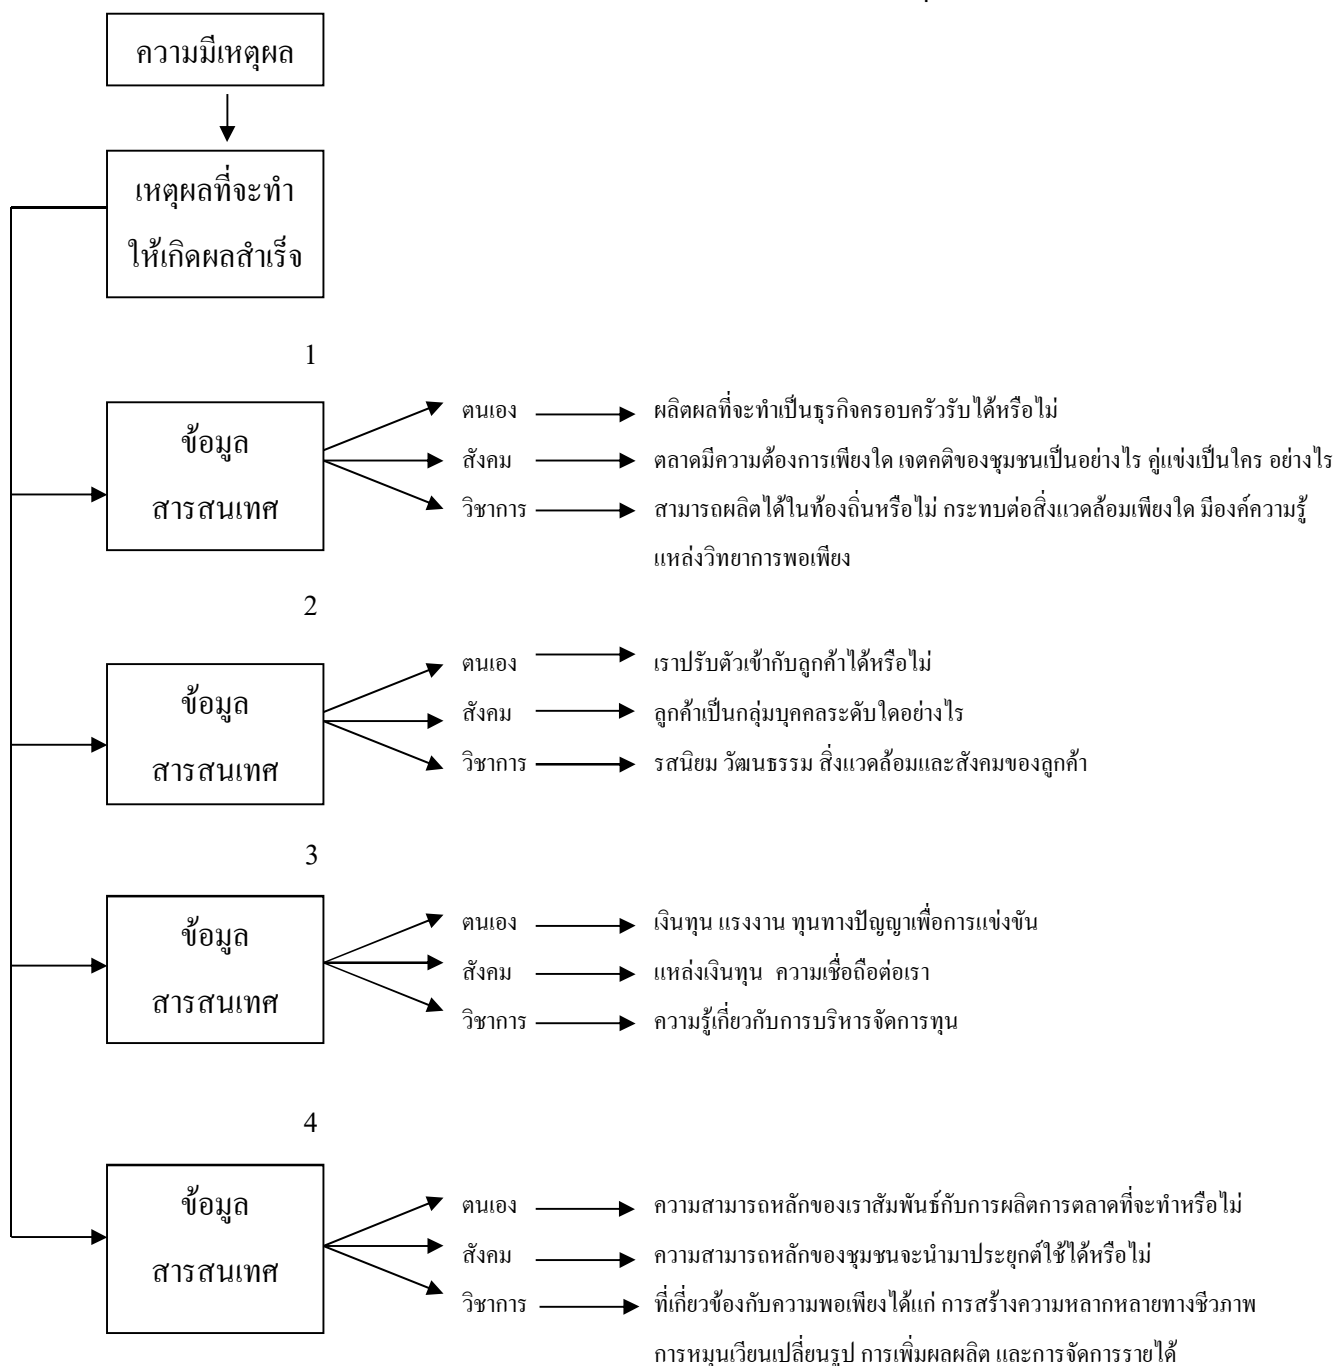 ความมีเหตุผล
เหตุผลที่จะทำ
ให้เกิดผลสำเร็จ
1
ข้อมูล
สารสนเทศ
ตนเอง
ผลิตผลที่จะทำเป็นธุรกิจครอบครัวรับได้หรือไม่
สังคม
ตลาดมีความต้องการเพียงใด เจตคติของชุมชนเป็นอย่างไร คู่แข่งเป็นใคร อย่างไร
วิชาการ
สามารถผลิตได้ในท้องถิ่นหรือไม่ กระทบต่อสิ่งแวดล้อมเพียงใด มีองค์ความรู้
แหล่งวิทยาการพอเพียง
2
ข้อมูล
สารสนเทศ
ตนเอง
เราปรับตัวเข้ากับลูกค้าได้หรือไม่
สังคม
ลูกค้าเป็นกลุ่มบุคคลระดับใดอย่างไร
วิชาการ
รสนิยม วัฒนธรรม สิ่งแวดล้อมและสังคมของลูกค้า
3
ข้อมูล
สารสนเทศ
ตนเอง
เงินทุน แรงงาน ทุนทางปัญญาเพื่อการแข่งขัน
สังคม
แหล่งเงินทุน ความเชื่อถือต่อเรา
วิชาการ
ความรู้เกี่ยวกับการบริหารจัดการทุน
4
ข้อมูล
สารสนเทศ
ตนเอง
ความสามารถหลักของเราสัมพันธ์กับการผลิตการตลาดที่จะทำหรือไม่
สังคม
ความสามารถหลักของชุมชนจะนำมาประยุกต์ใช้ได้หรือไม่
วิชาการ
ที่เกี่ยวข้องกับความพอเพียงได้แก่ การสร้างความหลากหลายทางชีวภาพ
การหมุนเวียนเปลี่ยนรูป การเพิ่มผลผลิต และการจัดการรายได้